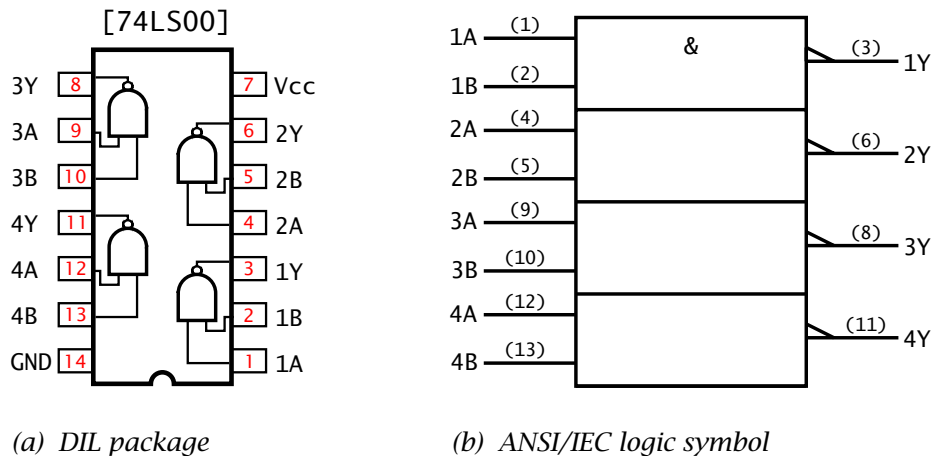 [74LS00]
3Y 8 7 Vcc
3A 9 6 2Y
3B 10 5 2B
4Y 11 4 2A
4A 12 3 1Y
4B 13 2 1B
GND 14 1 1A
(a) DIL package
1A (1) & (3) 1Y
1B (2)
2A (4) (6) 2Y
2B (5)
3A (9) (8) 3Y
3B (10)
4A (12) (11) 4Y
4B (13)
(b) ANSI/IEC logic symbol